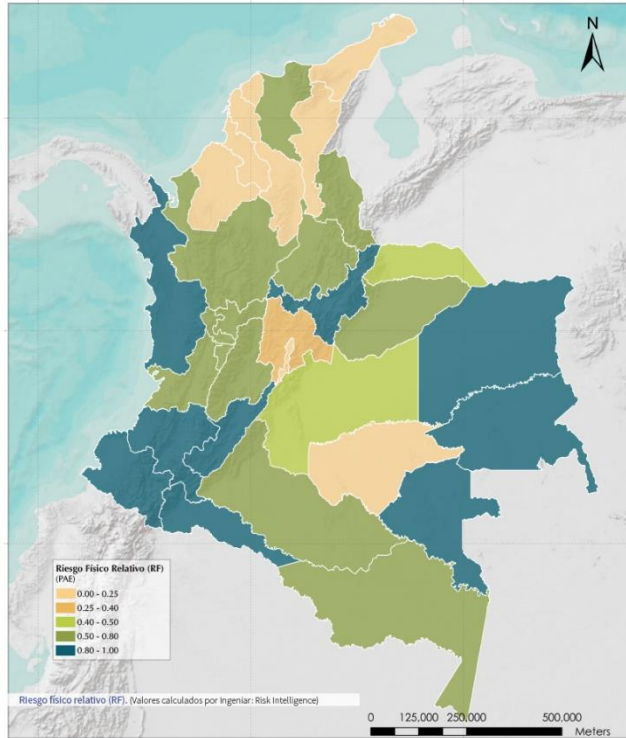 N
Riesgo Físico Relativo (RF)
(PAE)
0.00 - 0.25
0.25 - 0.40
0.40 - 0.50
0.50 - 0.80
0.80 - 1.00
Riesgo físico relativo (RF). (Valores calculados por Ingeniar: Risk Intelligence)
0 125,000 250,000 500,000
Meters